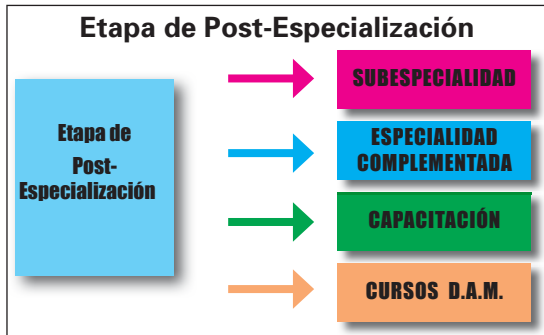 Etapa de Post-Especialización
Etapa de
Post-
Especialización
SUBESPECIALIDAD
ESPECIALIDAD
COMPLEMENTADA
CAPACITACIÓN
CURSOS D.A.M.